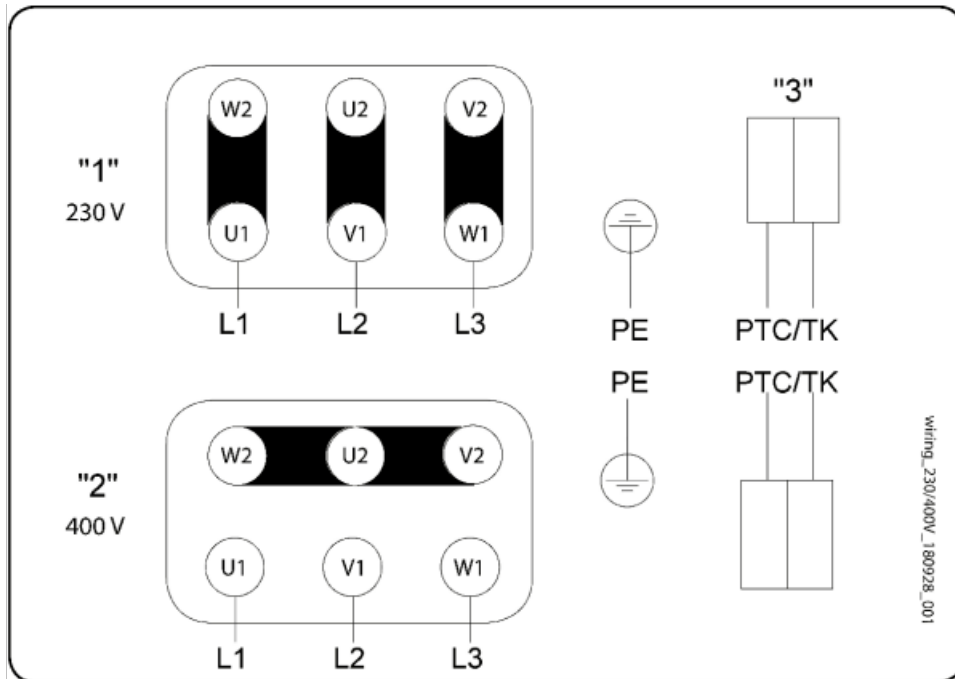 "1"
230 V
W2 U2 V2
U1 V1 W1
L1 L2 L3
"3"
PE PTC/TK
PE PTC/TK
"2"
400 V
W2 U2 V2
U1 V1 W1
L1 L2 L3
wiring_230/400V_180928_001